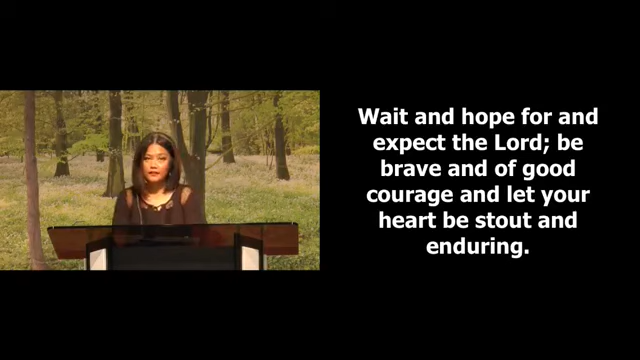 Wait and hope for and
expect the Lord; be
brave and of good
courage and let your
heart be stout and
enduring.